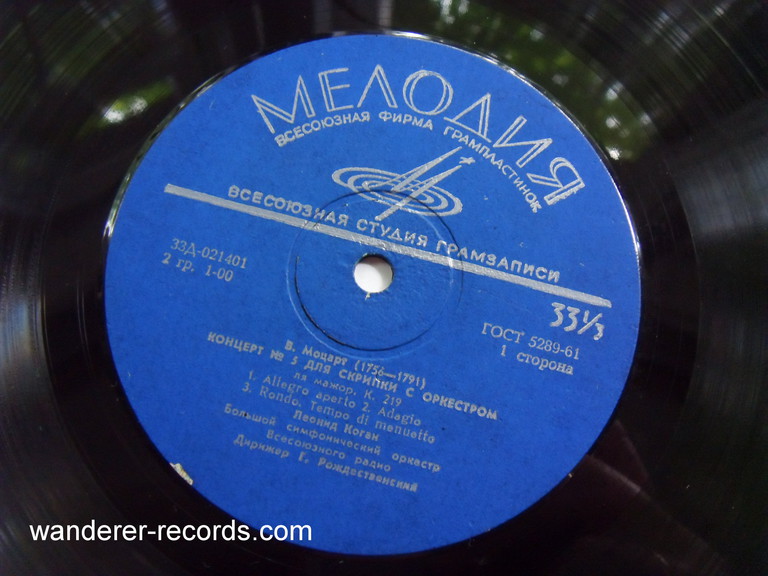 МЕЛОДИЯ
ВСЕСОЮЗНАЯ ФИРМА ГРАМПЛАСТИНОК
ВСЕСОЮЗНАЯ СТУДИЯ ГРАМЗАПИСИ
33Д-021401
2 гр. 1-00
33⅓
ГОСТ 5289-61
1 сторона
В. Моцарт (1756—1791)
КОНЦЕРТ № 5 ДЛЯ СКРИПКИ С ОРКЕСТРОМ
ля мажор, К. 219
1. Allegro aperto 2. Adagio
3. Rondo. Tempo di menuetto
Леонид Коган
Большой симфонический оркестр
Всесоюзного радио
Дирижер Г. Рождественский
wanderer-records.com